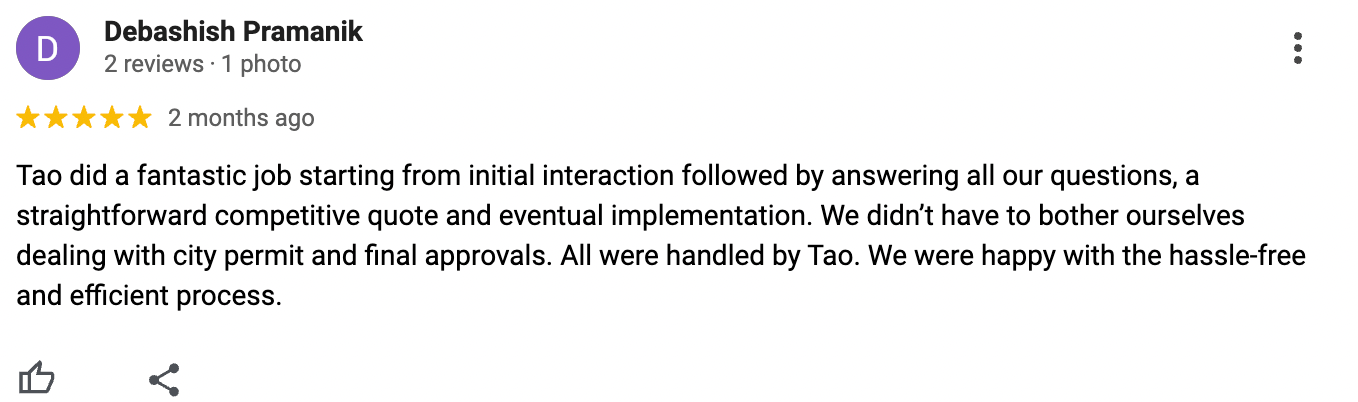 D
Debashish Pramanik
2 reviews · 1 photo
2 months ago
Tao did a fantastic job starting from initial interaction followed by answering all our questions, a
straightforward competitive quote and eventual implementation. We didn’t have to bother ourselves
dealing with city permit and final approvals. All were handled by Tao. We were happy with the hassle-free
and efficient process.